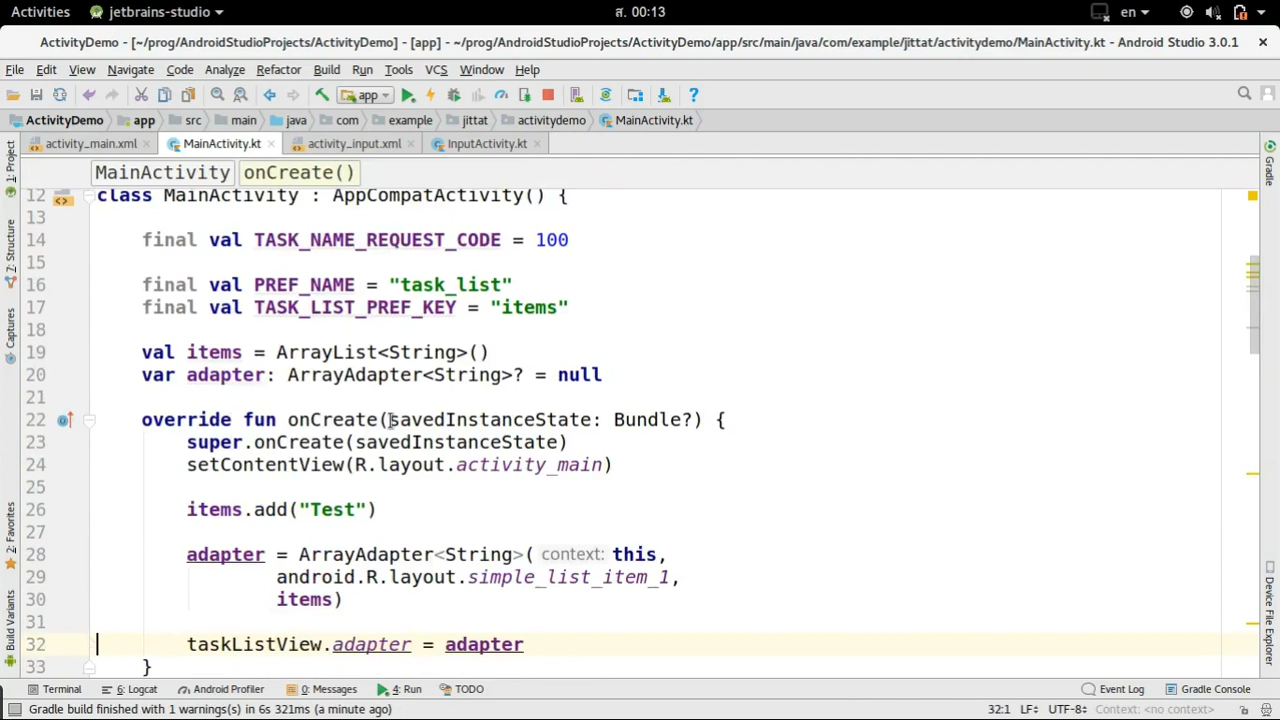 Activities jetbrains-studio ส. 00:13 en
ActivityDemo - [~/prog/AndroidStudioProjects/ActivityDemo] - [app] - ~/prog/AndroidStudioProjects/ActivityDemo/app/src/main/java/com/example/jittat/activitydemo/MainActivity.kt - Android Studio 3.0.1
File Edit View Navigate Code Analyze Refactor Build Run Tools VCS Window Help
app
ActivityDemo app src main java com example jittat activitydemo MainActivity.kt
activity_main.xml MainActivity.kt activity_input.xml InputActivity.kt
MainActivity onCreate()
12 class MainActivity : AppCompatActivity() {
13
14 final val TASK_NAME_REQUEST_CODE = 100
15
16 final val PREF_NAME = "task_list"
17 final val TASK_LIST_PREF_KEY = "items"
18
19 val items = ArrayList<String>()
20 var adapter: ArrayAdapter<String>? = null
21
22 override fun onCreate(savedInstanceState: Bundle?) {
23 super.onCreate(savedInstanceState)
24 setContentView(R.layout.activity_main)
25
26 items.add("Test")
27
28 adapter = ArrayAdapter<String>( context: this,
29 android.R.layout.simple_list_item_1,
30 items)
31
32 taskListView.adapter = adapter
33 }
1: Project
7: Structure
Captures
2: Favorites
Build Variants
Gradle
Device File Explorer
Terminal 6: Logcat Android Profiler 0: Messages 4: Run TODO Event Log Gradle Console
Gradle build finished with 1 warnings(s) in 6s 321ms (a minute ago) 32:1 LF÷ UTF-8÷ Context: <no context>